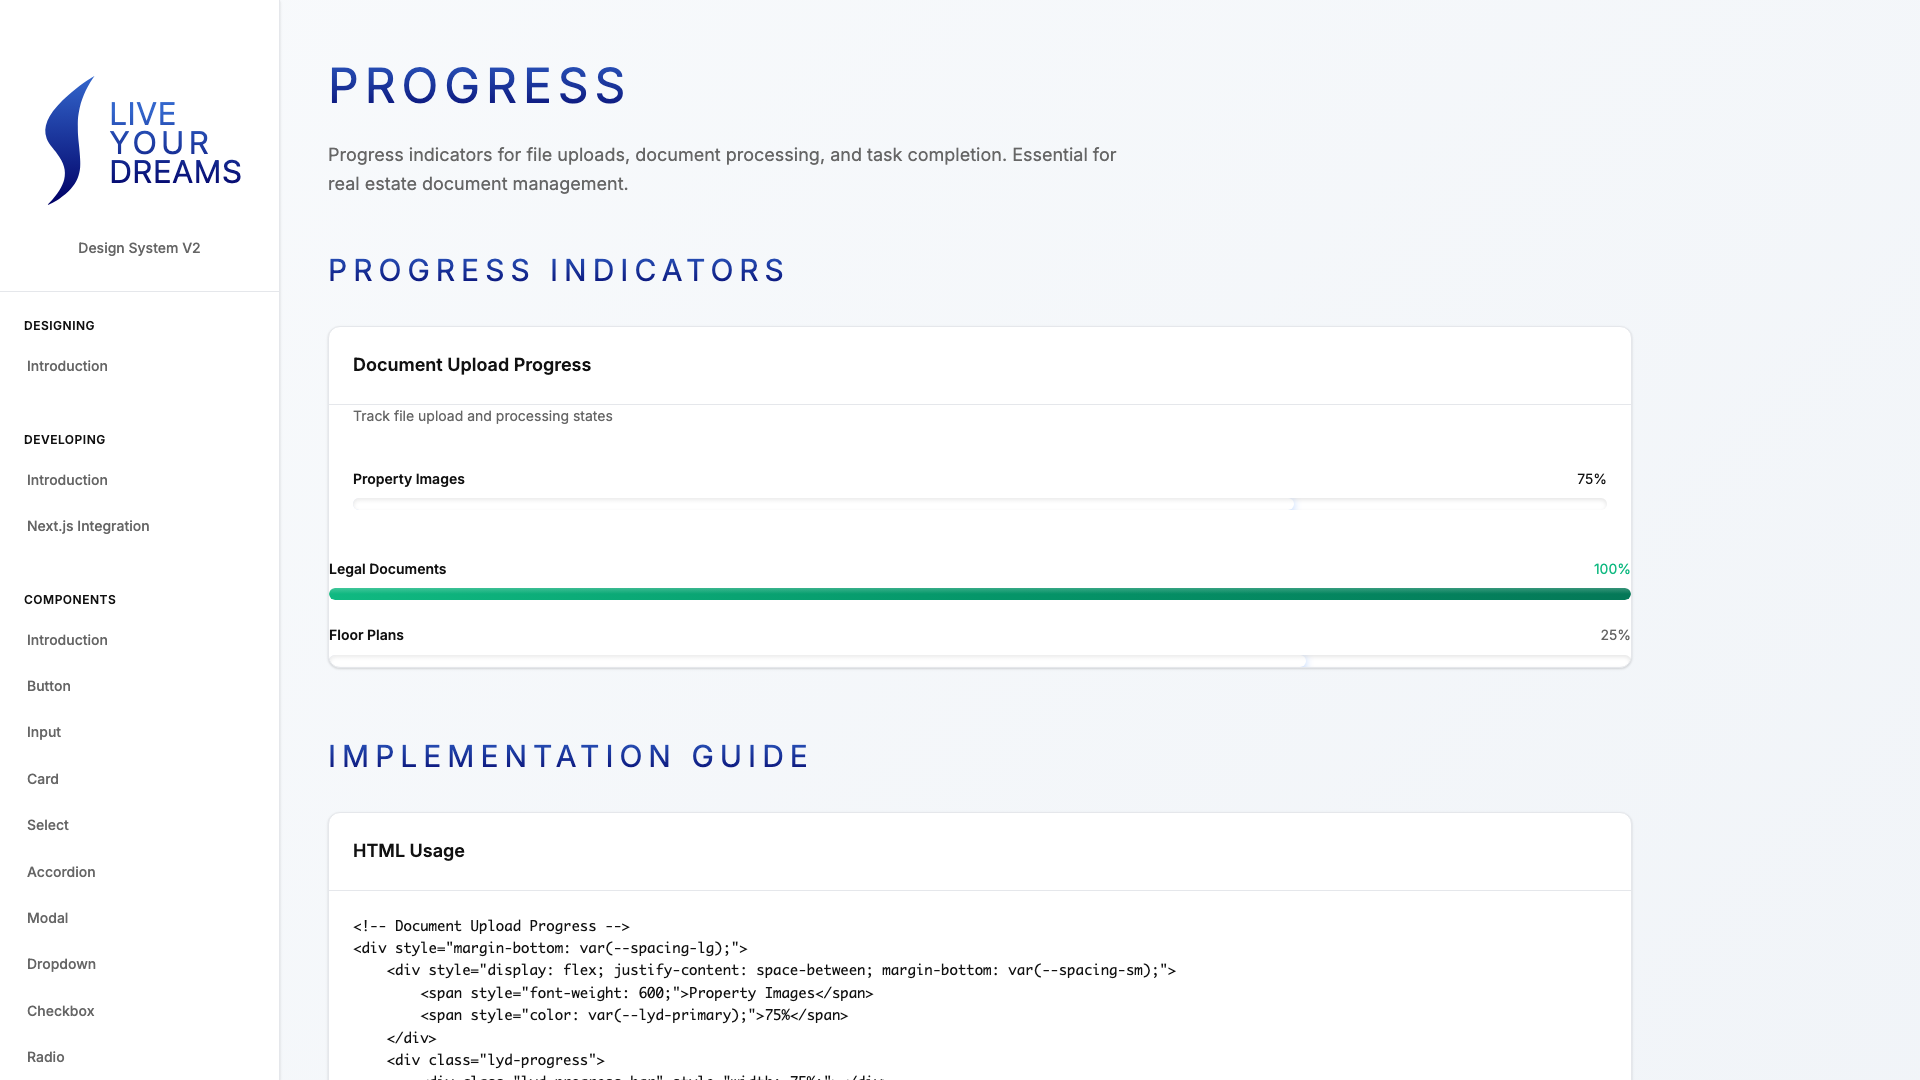 LIVE
YOUR
DREAMS
Design System V2
DESIGNING
Introduction
DEVELOPING
Introduction
Next.js Integration
COMPONENTS
Introduction
Button
Input
Card
Select
Accordion
Modal
Dropdown
Checkbox
Radio
PROGRESS
Progress indicators for file uploads, document processing, and task completion. Essential for
real estate document management.
PROGRESS INDICATORS
Document Upload Progress
Track file upload and processing states
Property Images 75%
Legal Documents 100%
Floor Plans 25%
IMPLEMENTATION GUIDE
HTML Usage
<!-- Document Upload Progress -->
<div style="margin-bottom: var(--spacing-lg);">
    <div style="display: flex; justify-content: space-between; margin-bottom: var(--spacing-sm);">
        <span style="font-weight: 600;">Property Images</span>
        <span style="color: var(--lyd-primary);">75%</span>
    </div>
    <div class="lyd-progress">